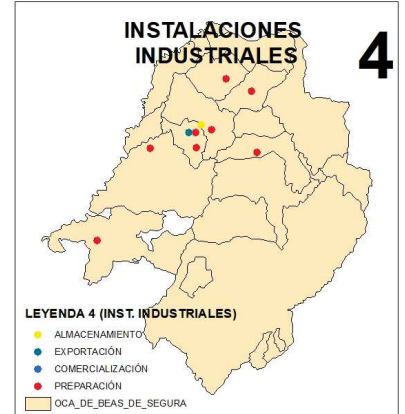 INSTALACIONES
INDUSTRIALES
4
LEYENDA 4 (INST. INDUSTRIALES)
ALMACENAMIENTO
EXPORTACIÓN
COMERCIALIZACIÓN
PREPARACIÓN
OCA_DE_BEAS_DE_SEGURA